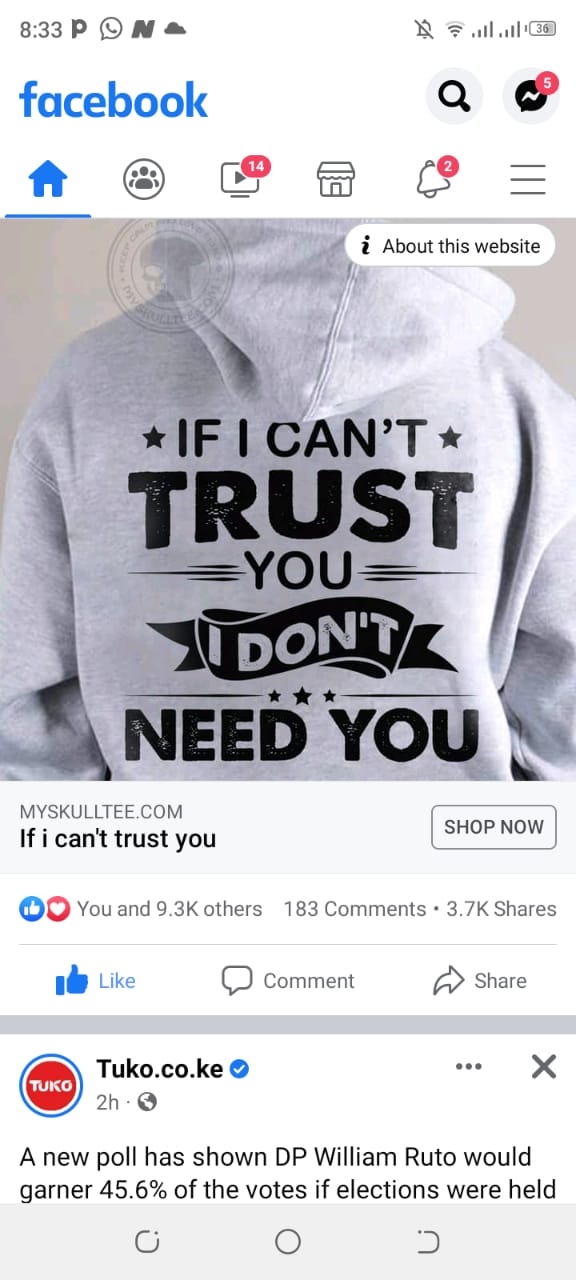 8:33
36
facebook
5
14
2
About this website
KEEP CALM
MYSKULLTEE.COM
★ IF I CAN'T ★
TRUST
YOU
I DON'T
NEED YOU
MYSKULLTEE.COM
If i can't trust you
SHOP NOW
You and 9.3K others 183 Comments • 3.7K Shares
Like Comment Share
TUKO
Tuko.co.ke
2h ·
A new poll has shown DP William Ruto would
garner 45.6% of the votes if elections were held